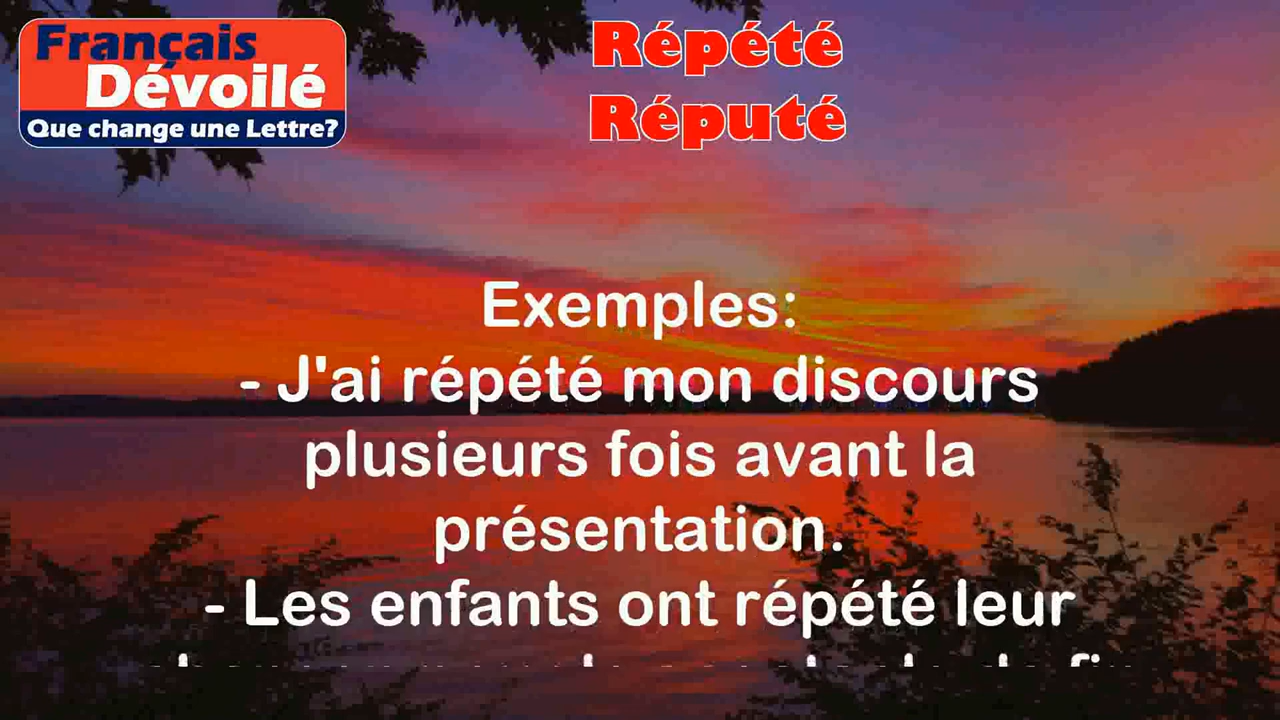 Français
Dévoilé
Que change une Lettre?
Répété
Réputé
Exemples:
- J'ai répété mon discours
plusieurs fois avant la
présentation.
- Les enfants ont répété leur